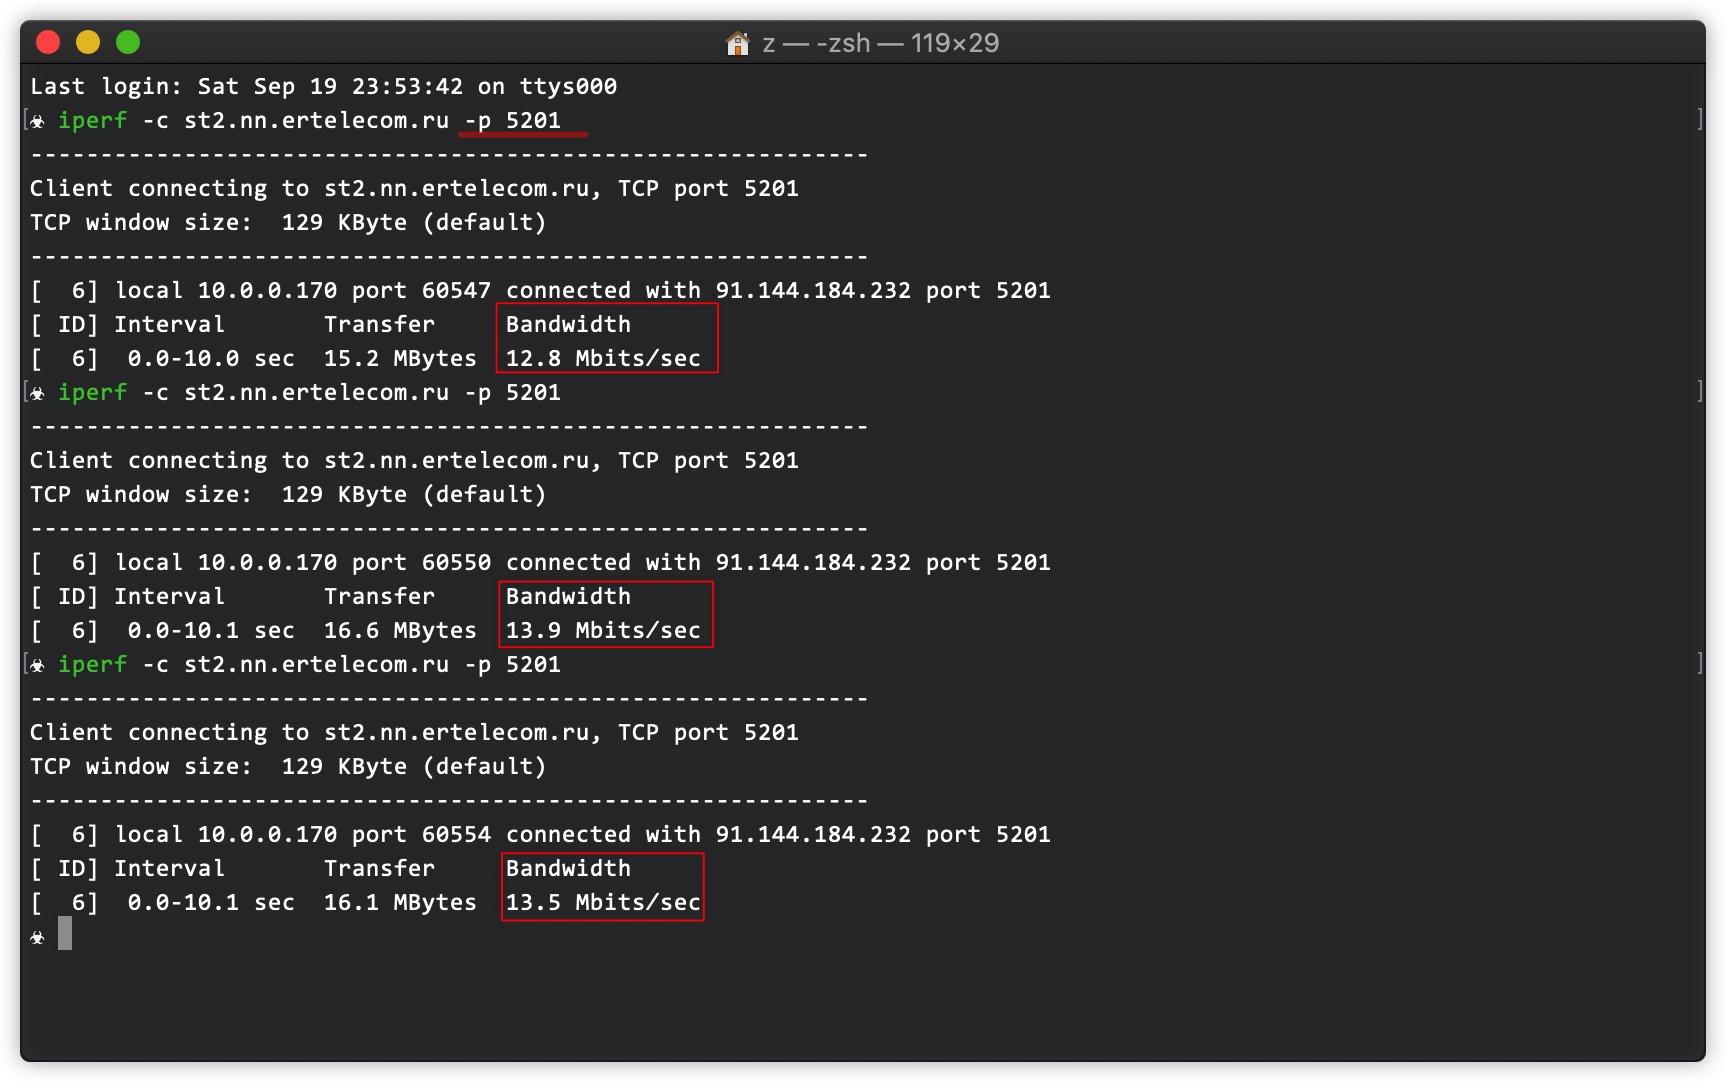 z — -zsh — 119×29
Last login: Sat Sep 19 23:53:42 on ttys000
[☣ iperf -c st2.nn.ertelecom.ru -p 5201 ]
------------------------------------------------------------
Client connecting to st2.nn.ertelecom.ru, TCP port 5201
TCP window size:  129 KByte (default)
------------------------------------------------------------
[  6] local 10.0.0.170 port 60547 connected with 91.144.184.232 port 5201
[ ID] Interval       Transfer     Bandwidth
[  6]  0.0-10.0 sec  15.2 MBytes  12.8 Mbits/sec
[☣ iperf -c st2.nn.ertelecom.ru -p 5201 ]
------------------------------------------------------------
Client connecting to st2.nn.ertelecom.ru, TCP port 5201
TCP window size:  129 KByte (default)
------------------------------------------------------------
[  6] local 10.0.0.170 port 60550 connected with 91.144.184.232 port 5201
[ ID] Interval       Transfer     Bandwidth
[  6]  0.0-10.1 sec  16.6 MBytes  13.9 Mbits/sec
[☣ iperf -c st2.nn.ertelecom.ru -p 5201 ]
------------------------------------------------------------
Client connecting to st2.nn.ertelecom.ru, TCP port 5201
TCP window size:  129 KByte (default)
------------------------------------------------------------
[  6] local 10.0.0.170 port 60554 connected with 91.144.184.232 port 5201
[ ID] Interval       Transfer     Bandwidth
[  6]  0.0-10.1 sec  16.1 MBytes  13.5 Mbits/sec
☣